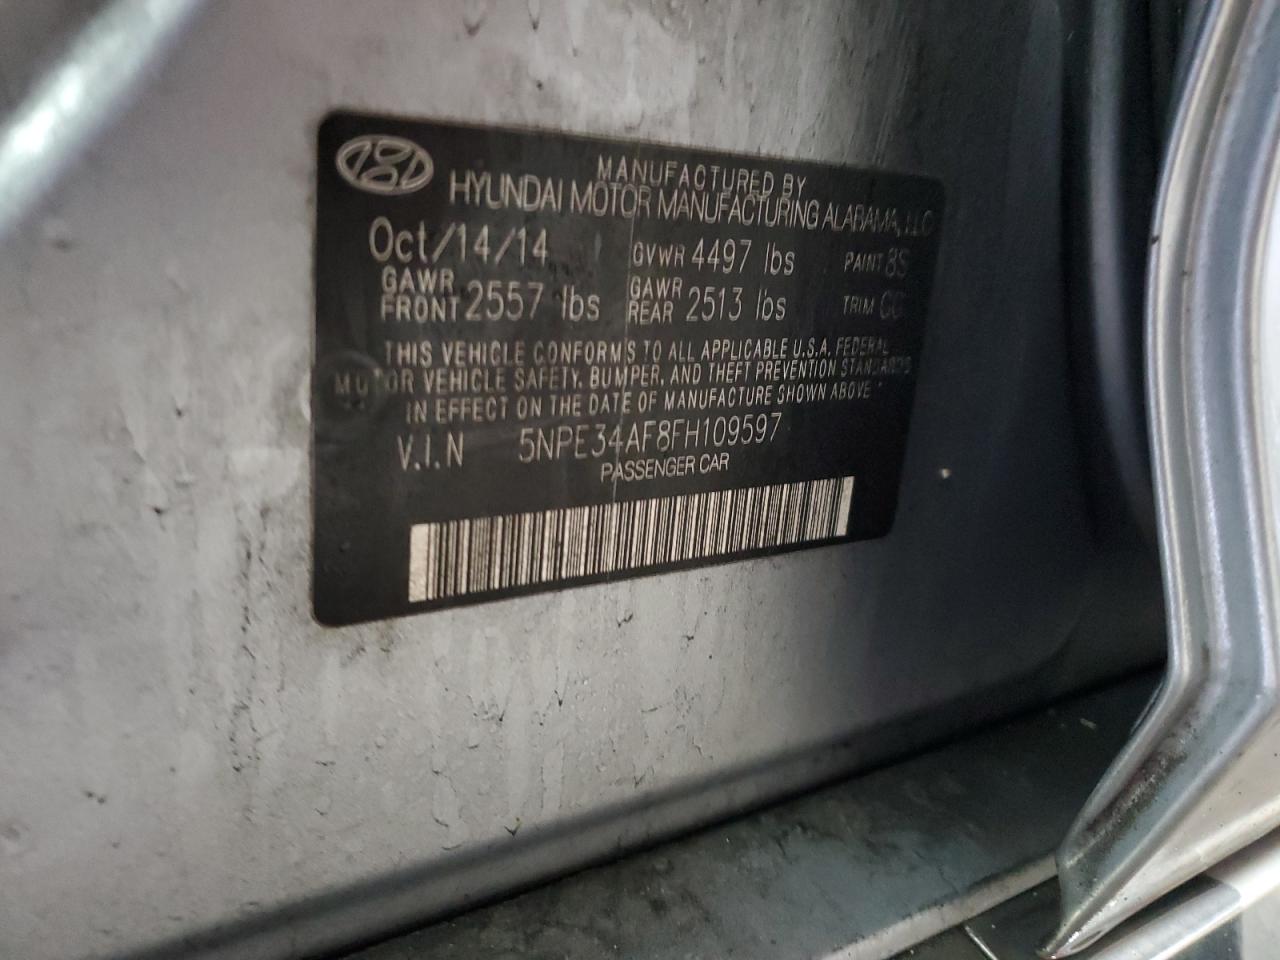 MANUFACTURED BY
HYUNDAI MOTOR MANUFACTURING ALABAMA, LLC
Oct/14/14 GVWR 4497 lbs PAINT 8S
GAWR FRONT 2557 lbs GAWR REAR 2513 lbs TRIM
THIS VEHICLE CONFORMS TO ALL APPLICABLE U.S.A. FEDERAL
MOTOR VEHICLE SAFETY, BUMPER, AND THEFT PREVENTION STANDARDS
IN EFFECT ON THE DATE OF MANUFACTURE SHOWN ABOVE
V.I.N 5NPE34AF8FH109597
PASSENGER CAR